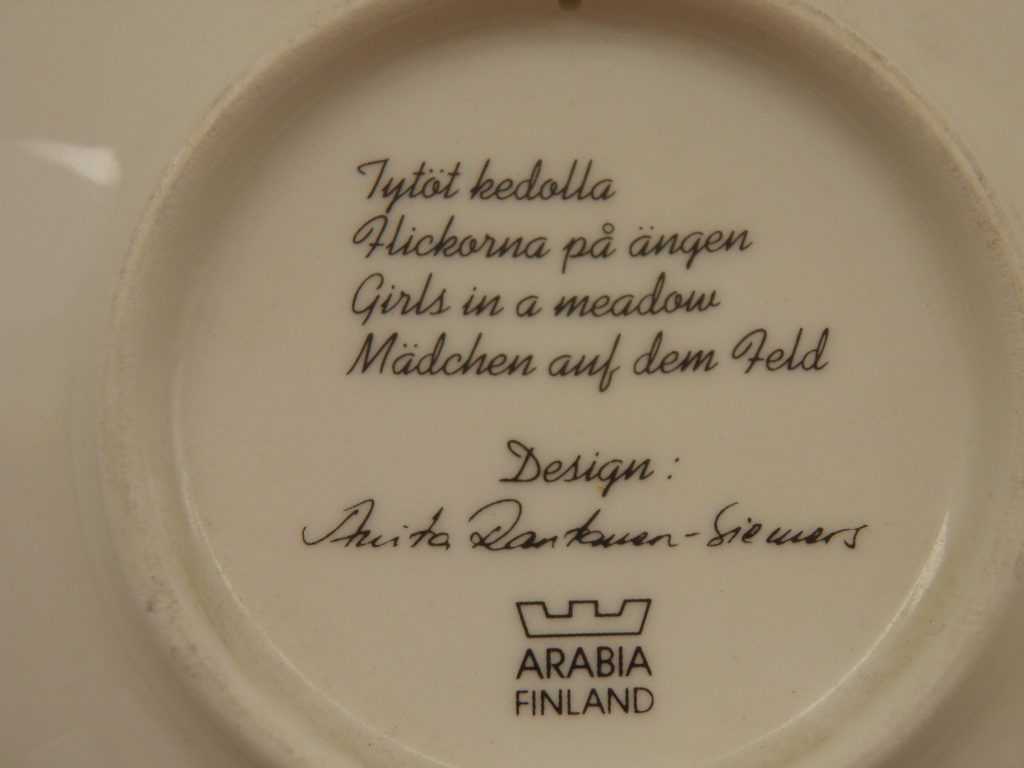 Tytöt kedolla
Flickorna på ängen
Girls in a meadow
Mädchen auf dem Feld
Design:
Anita Rantanen-Siemers
ARABIA
FINLAND